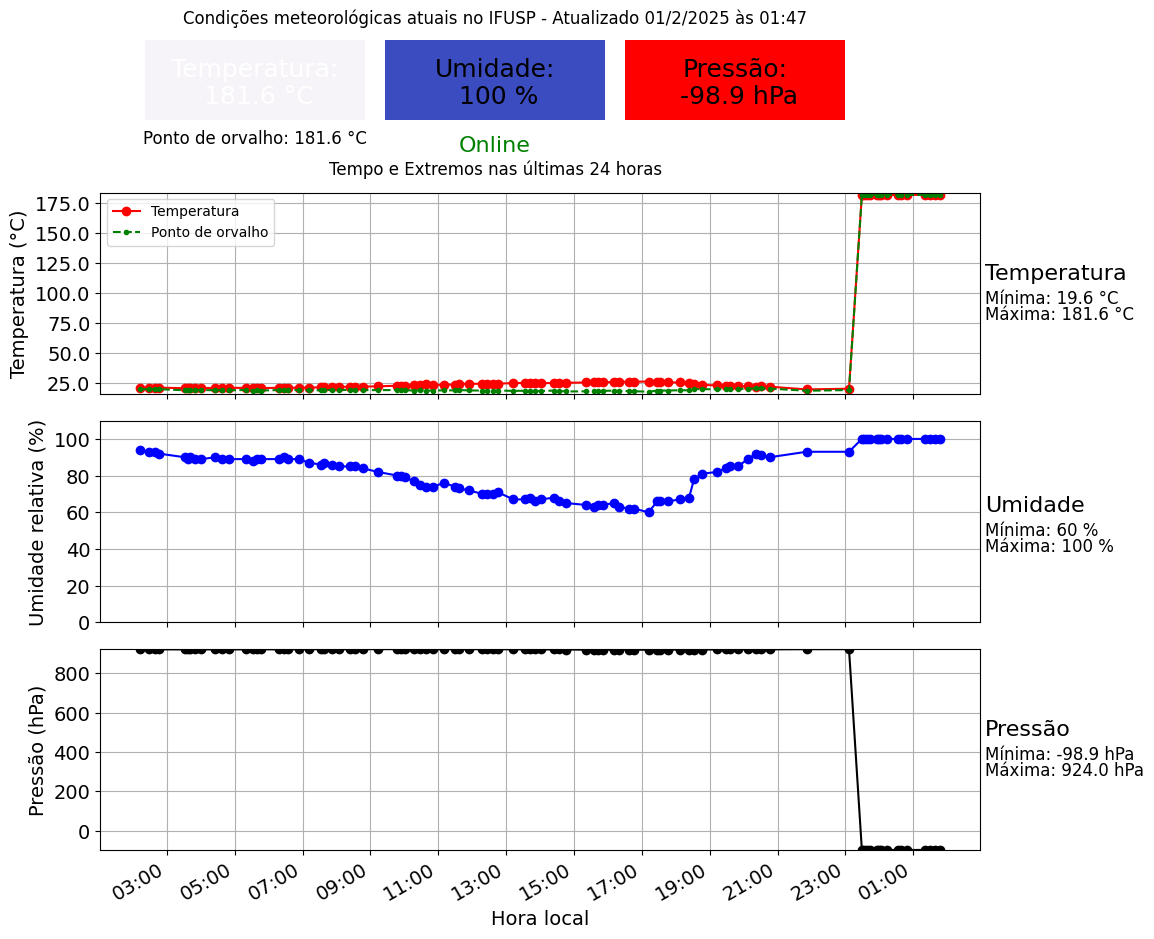 Condições meteorológicas atuais no IFUSP - Atualizado 01/2/2025 às 01:47
Temperatura:
181.6 °C
Umidade:
100 %
Pressão:
-98.9 hPa
Ponto de orvalho: 181.6 °C
Online
Tempo e Extremos nas últimas 24 horas
Temperatura (°C)
175.0
150.0
125.0
100.0
75.0
50.0
25.0
Temperatura
Ponto de orvalho
Temperatura
Mínima: 19.6 °C
Máxima: 181.6 °C
Umidade relativa (%)
100
80
60
40
20
0
Umidade
Mínima: 60 %
Máxima: 100 %
Pressão (hPa)
800
600
400
200
0
Pressão
Mínima: -98.9 hPa
Máxima: 924.0 hPa
03:00
05:00
07:00
09:00
11:00
13:00
15:00
17:00
19:00
21:00
23:00
01:00
Hora local